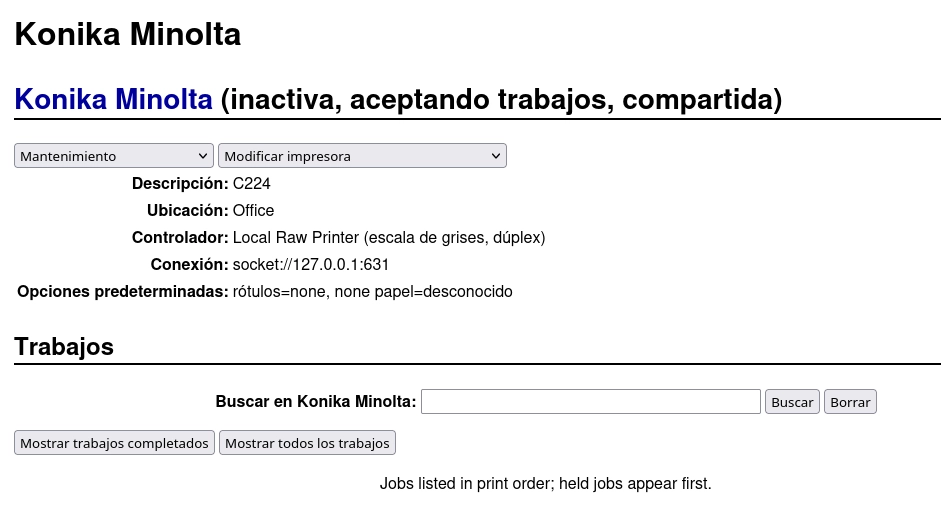 Konika Minolta
Konika Minolta (inactiva, aceptando trabajos, compartida)
Mantenimiento Modificar impresora
Descripción: C224
Ubicación: Office
Controlador: Local Raw Printer (escala de grises, dúplex)
Conexión: socket://127.0.0.1:631
Opciones predeterminadas: rótulos=none, none papel=desconocido
Trabajos
Buscar en Konika Minolta: Buscar Borrar
Mostrar trabajos completados Mostrar todos los trabajos
Jobs listed in print order; held jobs appear first.